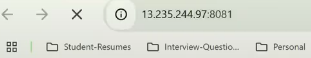 13.235.244.97:8081
Student-Resumes Interview-Questio... Personal